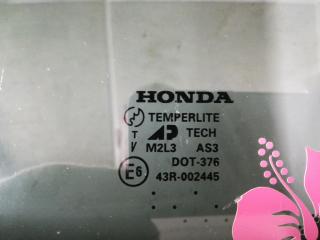 HONDA
TEMPERLITE
T AP TECH
V M2L3 AS3
DOT-376
E6 43R-002445